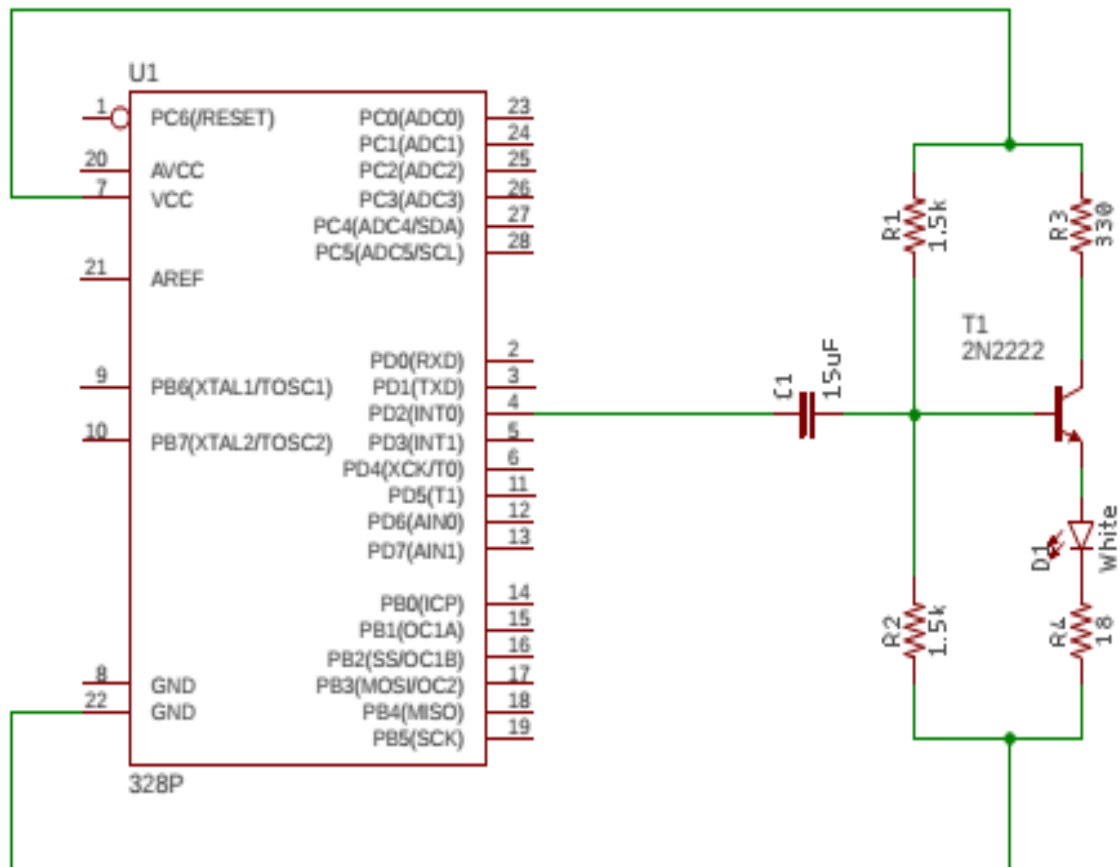 U1
1 PC6(/RESET)
20 AVCC
7 VCC
21 AREF
9 PB6(XTAL1/TOSC1)
10 PB7(XTAL2/TOSC2)
8 GND
22 GND
PC0(ADC0) 23
PC1(ADC1) 24
PC2(ADC2) 25
PC3(ADC3) 26
PC4(ADC4/SDA) 27
PC5(ADC5/SCL) 28
PD0(RXD) 2
PD1(TXD) 3
PD2(INT0) 4
PD3(INT1) 5
PD4(XCK/T0) 6
PD5(T1) 11
PD6(AIN0) 12
PD7(AIN1) 13
PB0(ICP) 14
PB1(OC1A) 15
PB2(SS/OC1B) 16
PB3(MOSI/OC2) 17
PB4(MISO) 18
PB5(SCK) 19
328P
C1
15uF
R1
1.5k
R3
330
T1
2N2222
D1
White
R2
1.5k
R4
18